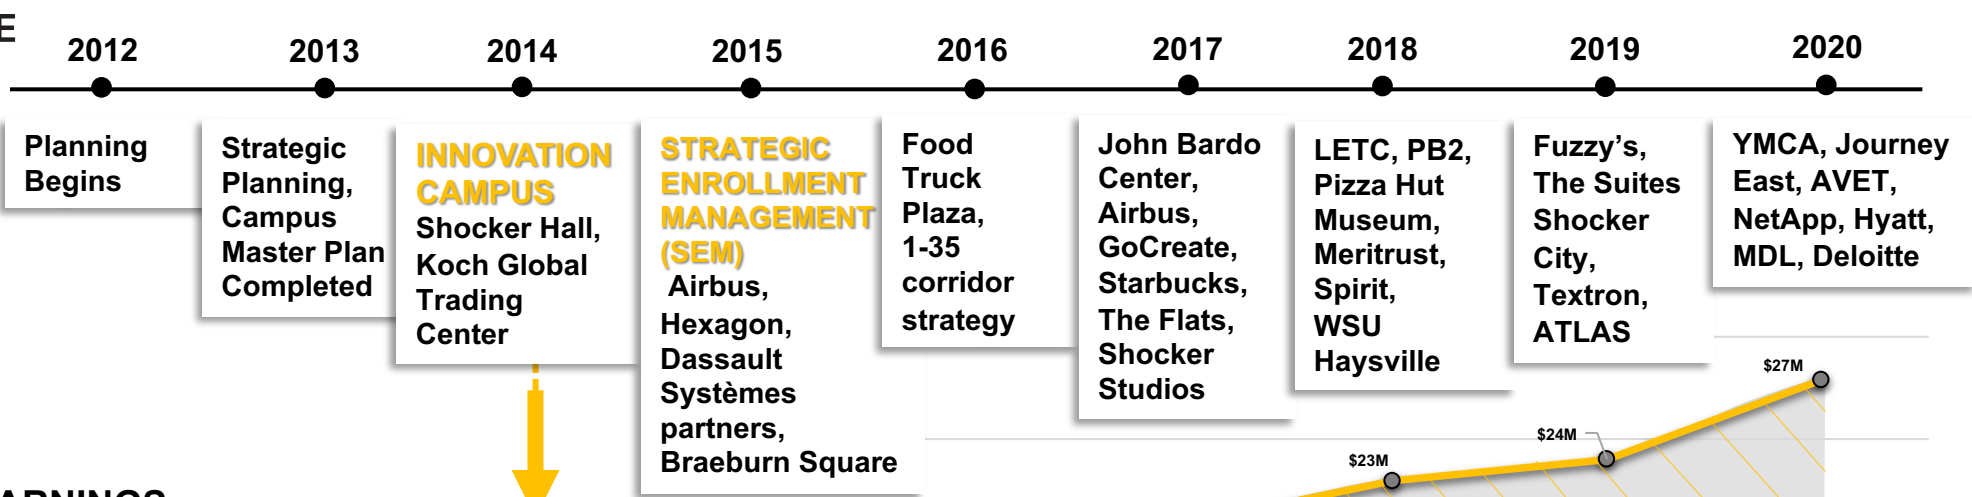 E
2012
2013
2014
2015
2016
2017
2018
2019
2020
Planning
Begins
Strategic
Planning,
Campus
Master Plan
Completed
INNOVATION
CAMPUS
Shocker Hall,
Koch Global
Trading
Center
STRATEGIC
ENROLLMENT
MANAGEMENT
(SEM)
Airbus,
Hexagon,
Dassault
Systèmes
partners,
Braeburn Square
Food
Truck
Plaza,
1-35
corridor
strategy
John Bardo
Center,
Airbus,
GoCreate,
Starbucks,
The Flats,
Shocker
Studios
LETC, PB2,
Pizza Hut
Museum,
Meritrust,
Spirit,
WSU
Haysville
Fuzzy's,
The Suites
Shocker
City,
Textron,
ATLAS
YMCA, Journey
East, AVET,
NetApp, Hyatt,
MDL, Deloitte
$27M
$24M
$23M